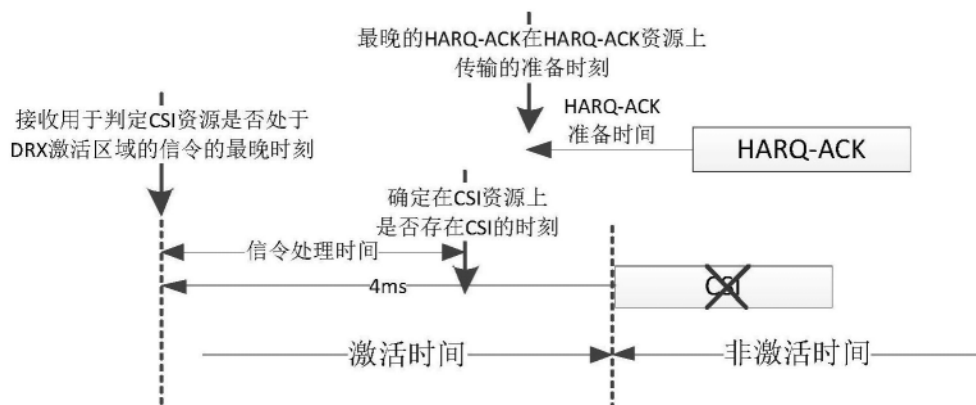 最晚的HARQ-ACK在HARQ-ACK资源上
传输的准备时刻
接收用于判定CSI资源是否处于
DRX激活区域的信令的最晚时刻
HARQ-ACK
准备时间
HARQ-ACK
确定在CSI资源上
是否存在CSI的时刻
信令处理时间
4ms
CSI
激活时间
非激活时间